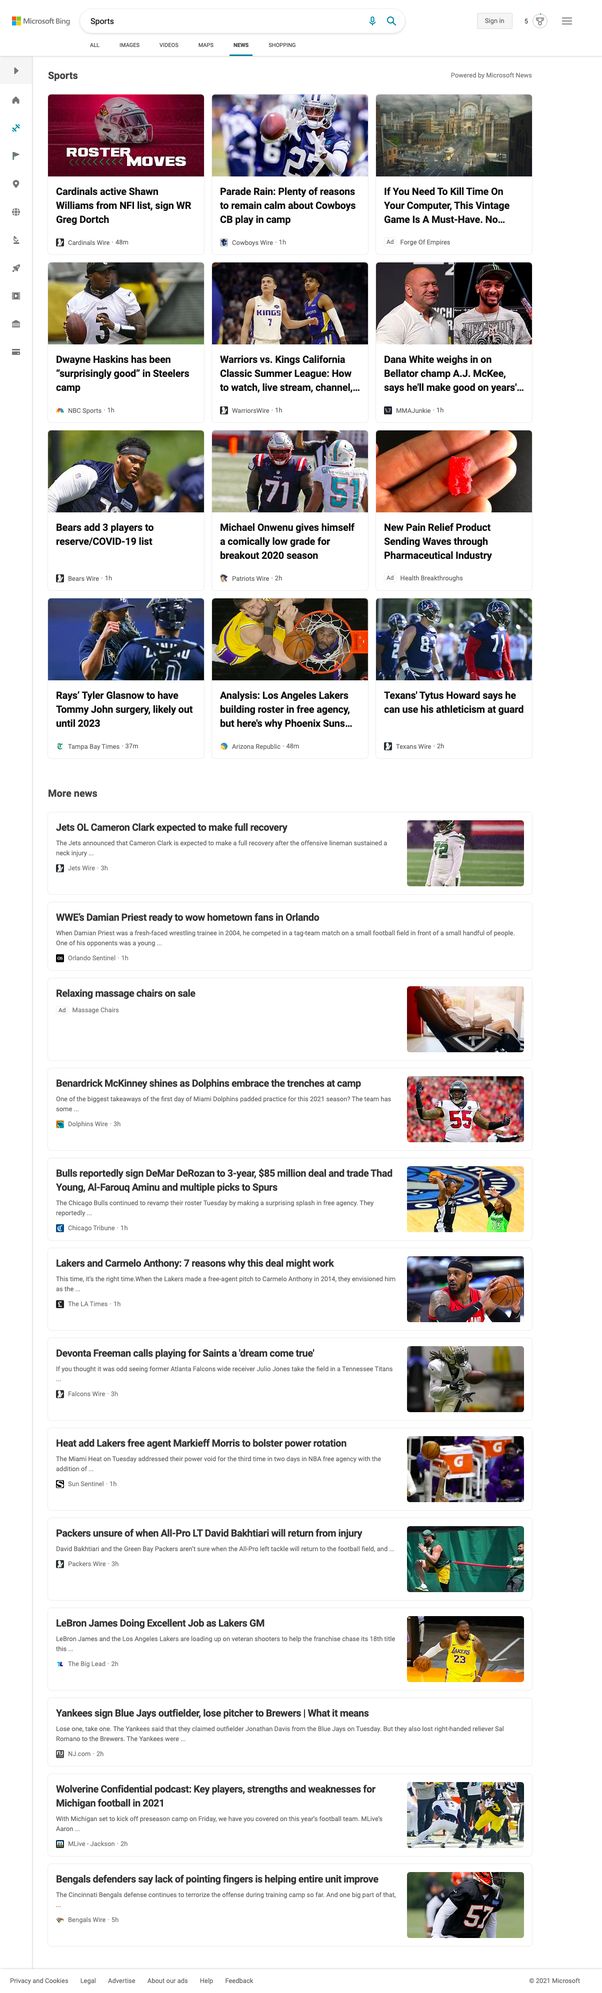 Microsoft Bing
Sports
Sign in
5
ALL
IMAGES
VIDEOS
MAPS
NEWS
SHOPPING
Sports
Powered by Microsoft News
ROSTER
MOVES
Cardinals active Shawn
Williams from NFI list, sign WR
Greg Dortch
Cardinals Wire · 48m
27
Parade Rain: Plenty of reasons
to remain calm about Cowboys
CB play in camp
Cowboys Wire · 1h
If You Need To Kill Time On
Your Computer, This Vintage
Game Is A Must-Have. No...
Ad Forge Of Empires
3
Dwayne Haskins has been
“surprisingly good” in Steelers
camp
NBC Sports · 1h
KINGS
7
Warriors vs. Kings California
Classic Summer League: How
to watch, live stream, channel,...
WarriorsWire · 1h
Dana White weighs in on
Bellator champ A.J. McKee,
says he'll make good on years'...
MMAJunkie · 1h
Bears add 3 players to
reserve/COVID-19 list
Bears Wire · 1h
71
51
Michael Onwenu gives himself
a comically low grade for
breakout 2020 season
Patriots Wire · 2h
New Pain Relief Product
Sending Waves through
Pharmaceutical Industry
Ad Health Breakthroughs
Rays’ Tyler Glasnow to have
Tommy John surgery, likely out
until 2023
Tampa Bay Times · 37m
Analysis: Los Angeles Lakers
building roster in free agency,
but here's why Phoenix Suns...
Arizona Republic · 48m
Texans' Tytus Howard says he
can use his athleticism at guard
Texans Wire · 2h
More news
Jets OL Cameron Clark expected to make full recovery
The Jets announced that Cameron Clark is expected to make a full recovery after the offensive lineman sustained a
neck injury ...
Jets Wire · 3h
72
WWE's Damian Priest ready to wow hometown fans in Orlando
When Damian Priest was a fresh-faced wrestling trainee in 2004, he competed in a tag-team match on a small football field in front of a small handful of people.
One of his opponents was a young ...
Orlando Sentinel · 1h
Relaxing massage chairs on sale
Ad Massage Chairs
Benardrick McKinney shines as Dolphins embrace the trenches at camp
One of the biggest takeaways of the first day of Miami Dolphins padded practice for this 2021 season? The team has
some ...
Dolphins Wire · 3h
55
Bulls reportedly sign DeMar DeRozan to 3-year, $85 million deal and trade Thad
Young, Al-Farouq Aminu and multiple picks to Spurs
The Chicago Bulls continued to revamp their roster Tuesday by making a surprising splash in free agency. They
reportedly ...
Chicago Tribune · 1h
Lakers and Carmelo Anthony: 7 reasons why this deal might work
This time, it's the right time.When the Lakers made a free-agent pitch to Carmelo Anthony in 2014, they envisioned him
as the ...
The LA Times · 1h
Devonta Freeman calls playing for Saints a 'dream come true'
If you thought it was odd seeing former Atlanta Falcons wide receiver Julio Jones take the field in a Tennessee Titans
...
Falcons Wire · 3h
Heat add Lakers free agent Markieff Morris to bolster power rotation
The Miami Heat on Tuesday addressed their power void for the third time in two days in NBA free agency with the
addition of ...
Sun Sentinel · 1h
Packers unsure of when All-Pro LT David Bakhtiari will return from injury
David Bakhtiari and the Green Bay Packers aren't sure when the All-Pro left tackle will return to the football field, and ...
Packers Wire · 3h
LeBron James Doing Excellent Job as Lakers GM
LeBron James and the Los Angeles Lakers are loading up on veteran shooters to help the franchise chase its 18th title
this ...
The Big Lead · 2h
LAKERS
23
Yankees sign Blue Jays outfielder, lose pitcher to Brewers | What it means
Lose one, take one. The Yankees said that they claimed outfielder Jonathan Davis from the Blue Jays on Tuesday. But they also lost right-handed reliever Sal
Romano to the Brewers. The Yankees were ...
NJ.com · 2h
Wolverine Confidential podcast: Key players, strengths and weaknesses for
Michigan football in 2021
With Michigan set to kick off preseason camp on Friday, we have you covered on this year's football team. MLive's
Aaron ...
MLive - Jackson · 2h
Bengals defenders say lack of pointing fingers is helping entire unit improve
The Cincinnati Bengals defense continues to terrorize the offense during training camp so far. And one big part of that,
...
Bengals Wire · 5h
57
Privacy and Cookies
Legal
Advertise
About our ads
Help
Feedback
© 2021 Microsoft